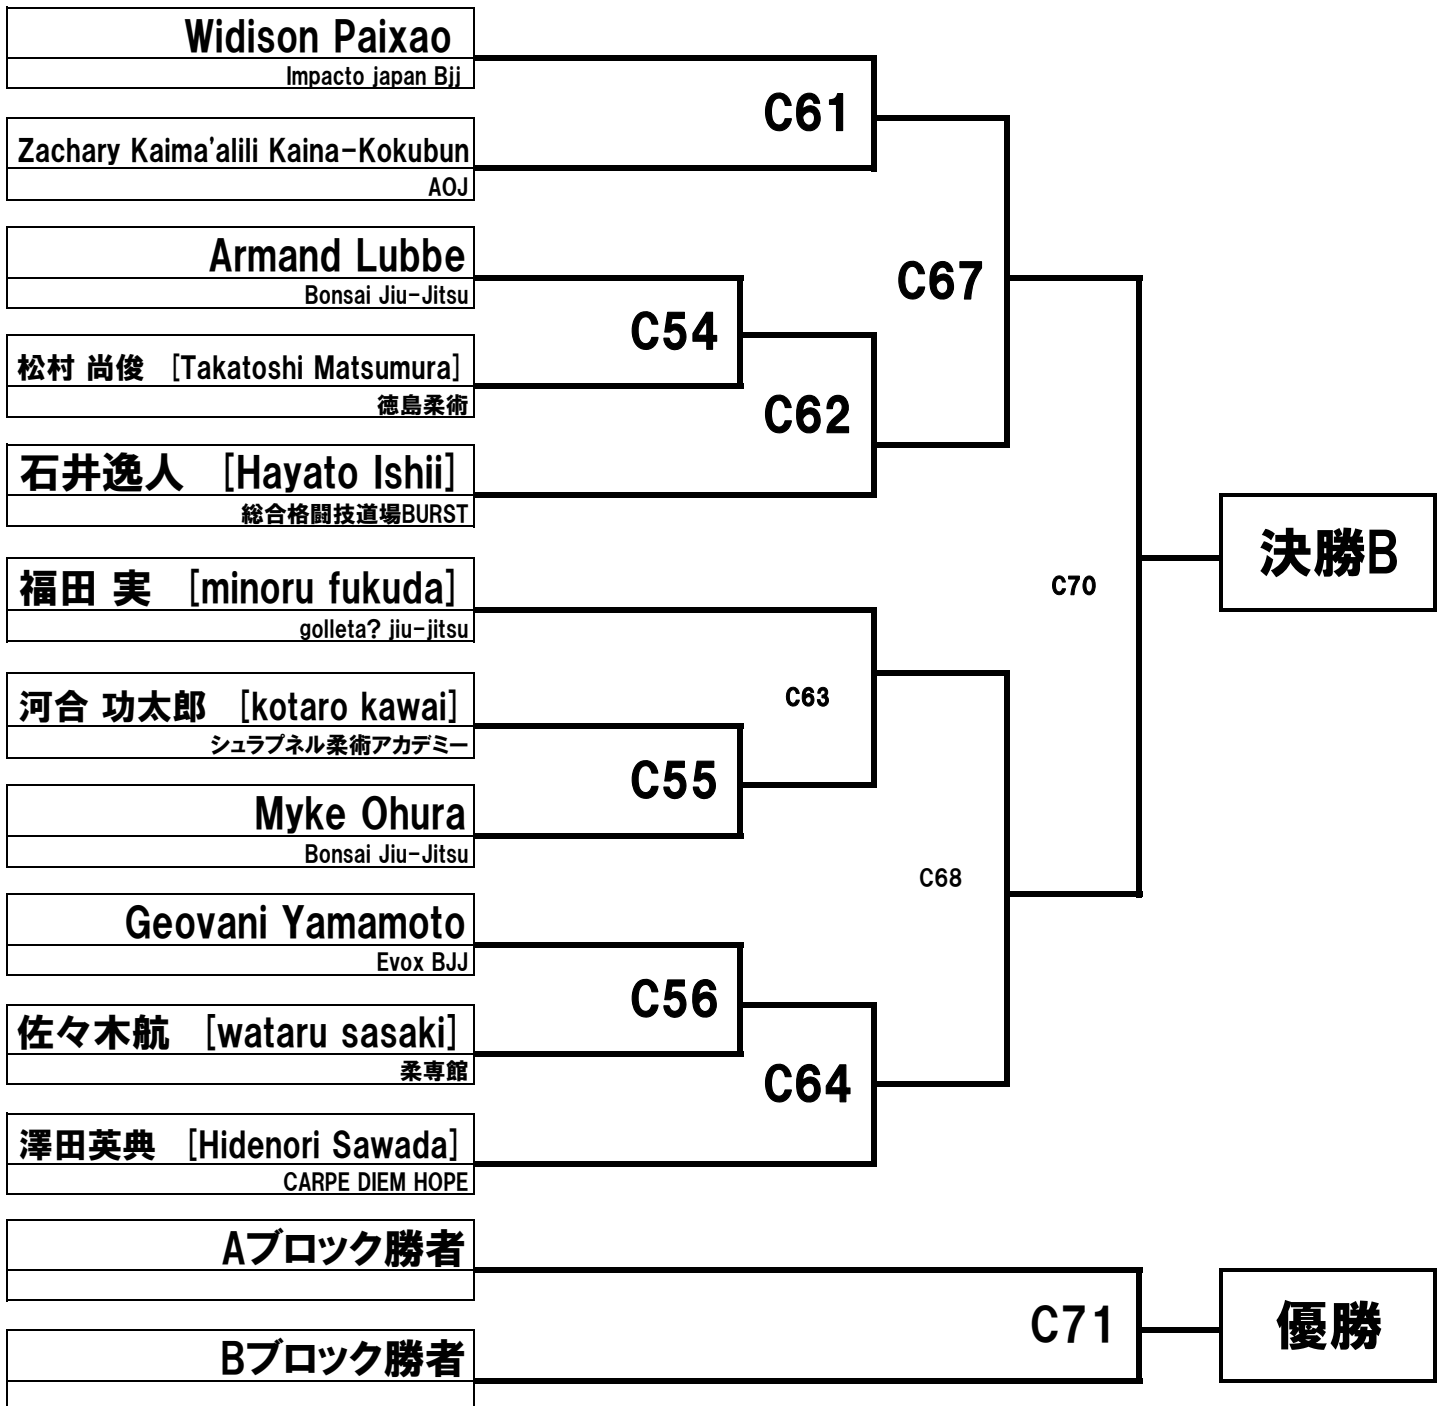 Widison Paixao
Impacto japan Bjj
C61
Zachary Kaima'alili Kaina-Kokubun
AOJ
Armand Lubbe
Bonsai Jiu-Jitsu
C67
C54
松村 尚俊 [Takatoshi Matsumura]
徳島柔術
C62
石井逸人 [Hayato Ishii]
総合格闘技道場BURST
決勝B
福田 実 [minoru fukuda]
golleta? jiu-jitsu
C70
河合 功太郎 [kotaro kawai]
シュラプネル柔術アカデミー
C63
C55
Myke Ohura
Bonsai Jiu-Jitsu
C68
Geovani Yamamoto
Evox BJJ
C56
佐々木航 [wataru sasaki]
柔専館
C64
澤田英典 [Hidenori Sawada]
CARPE DIEM HOPE
Aブロック勝者
C71
優勝
Bブロック勝者